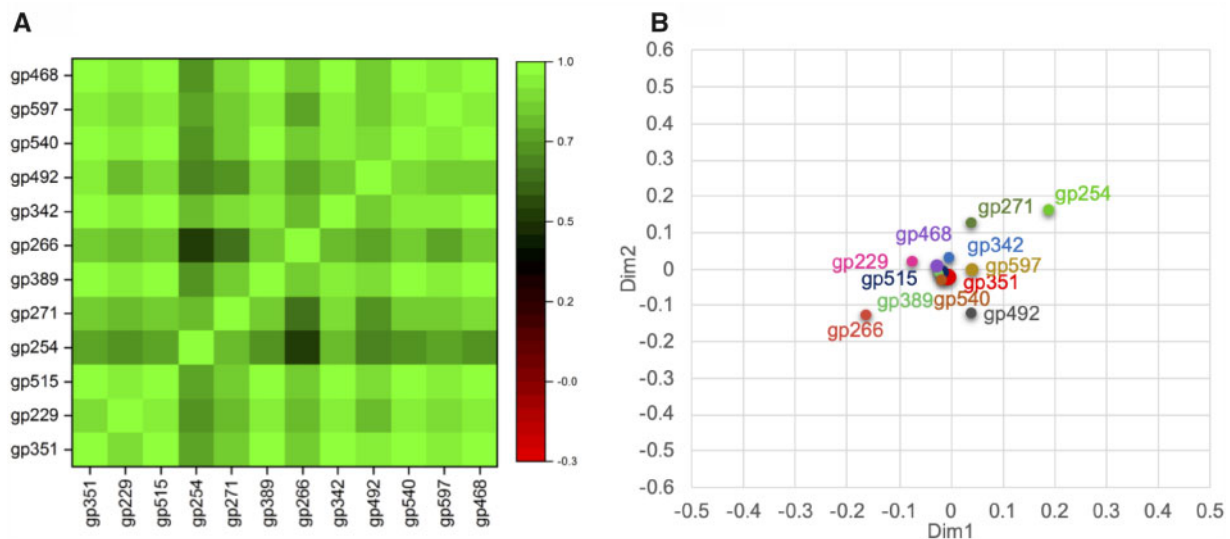 A
gp468
gp597
gp540
gp492
gp342
gp266
gp389
gp271
gp254
gp515
gp229
gp351
gp351
gp229
gp515
gp254
gp271
gp389
gp266
gp342
gp492
gp540
gp597
gp468
1.0
0.7
0.5
0.2
-0.0
-0.3
B
0.6
0.5
0.4
0.3
0.2
0.1
0
-0.1
-0.2
-0.3
-0.4
-0.5
-0.6
Dim2
gp254
gp271
gp468
gp342
gp229
gp597
gp515
gp351
gp389
gp540
gp492
gp266
-0.5 -0.4 -0.3 -0.2 -0.1 0 0.1 0.2 0.3 0.4 0.5
Dim1